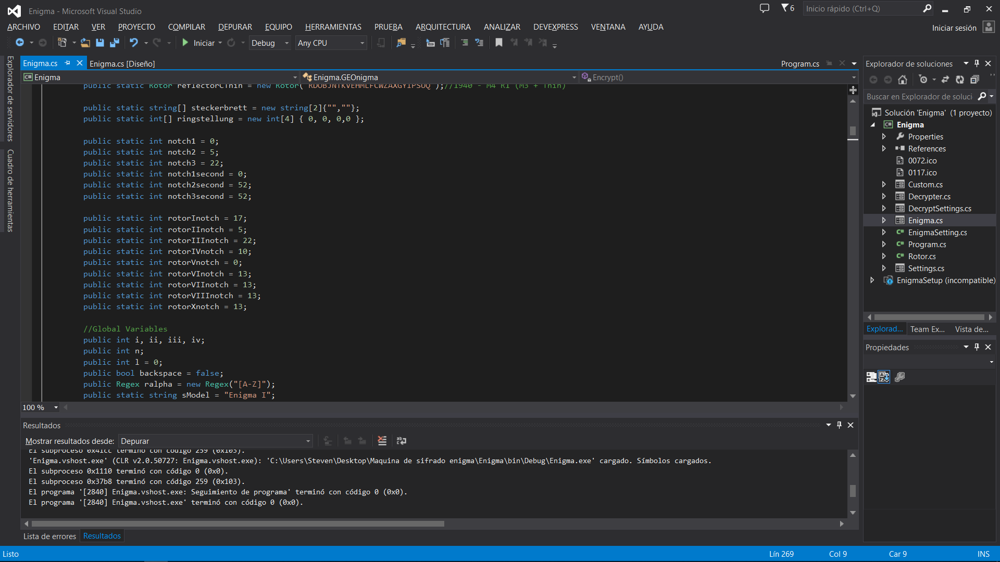 Enigma - Microsoft Visual Studio
6
Inicio rápido (Ctrl+Q)
ARCHIVO EDITAR VER PROYECTO COMPILAR DEPURAR EQUIPO HERRAMIENTAS PRUEBA ARQUITECTURA ANALIZAR DEVEXPRESS VENTANA AYUDA
Iniciar sesión
Iniciar Debug Any CPU
Explorador de servidores
Cuadro de herramientas
Enigma.cs Enigma.cs [Diseño] Program.cs
Enigma Enigma.GEOnigma Encrypt()
public static Rotor reflectorCThin = new Rotor("RDOBJNTKVEHMLFCWZAXGYIPSUQ");//1940 - M4 R1 (M3 + Thin)
public static string[] steckerbrett = new string[2]{"",""};
public static int[] ringstellung = new int[4] { 0, 0, 0,0 };
public static int notch1 = 0;
public static int notch2 = 5;
public static int notch3 = 22;
public static int notch1second = 0;
public static int notch2second = 52;
public static int notch3second = 52;
public static int rotorInotch = 17;
public static int rotorIInotch = 5;
public static int rotorIIInotch = 22;
public static int rotorIVnotch = 10;
public static int rotorVnotch = 0;
public static int rotorVInotch = 13;
public static int rotorVIInotch = 13;
public static int rotorVIIInotch = 13;
public static int rotorXnotch = 13;
//Global Variables
public int i, ii, iii, iv;
public int n;
public int l = 0;
public bool backspace = false;
public Regex ralpha = new Regex("[A-Z]");
public static string sModel = "Enigma I";
100 %
Resultados
Mostrar resultados desde: Depurar
El subproceso 0x41cc terminó con código 259 (0x103).
'Enigma.vshost.exe' (CLR v2.0.50727: Enigma.vshost.exe): 'C:\Users\Steven\Desktop\Maquina de sifrado enigma\Enigma\bin\Debug\Enigma.exe' cargado. Símbolos cargados.
El subproceso 0x1110 terminó con código 0 (0x0).
El subproceso 0x37b8 terminó con código 259 (0x103).
El programa '[2840] Enigma.vshost.exe: Seguimiento de programa' terminó con código 0 (0x0).
El programa '[2840] Enigma.vshost.exe' terminó con código 0 (0x0).
Lista de errores Resultados
Explorador de soluciones
Buscar en Explorador de soluci
Solución 'Enigma' (1 proyecto)
Enigma
Properties
References
0072.ico
0117.ico
Custom.cs
Decrypter.cs
DecryptSettings.cs
Enigma.cs
EnigmaSetting.cs
Program.cs
Rotor.cs
Settings.cs
EnigmaSetup (incompatible)
Explorad... Team Ex... Vista de...
Propiedades
Listo Lín 269 Col 9 Car 9 INS